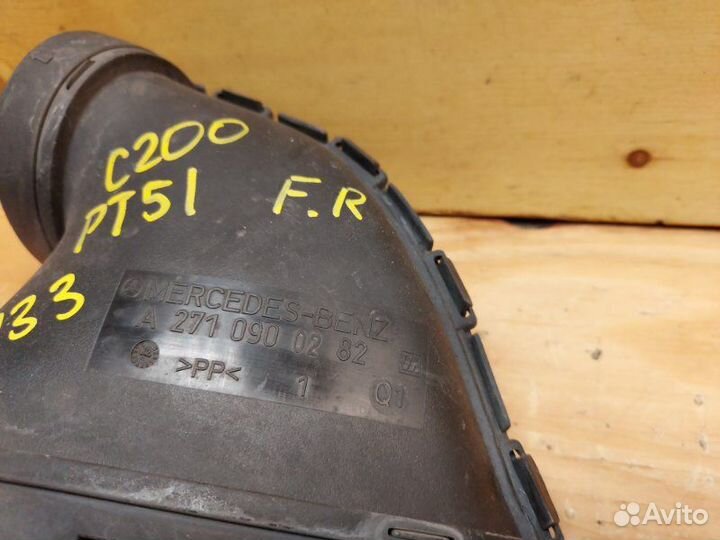 C200
PT51 F.R
33
MERCEDES-BENZ
A 271 090 02 82
>PP< 1 Q1
Avito